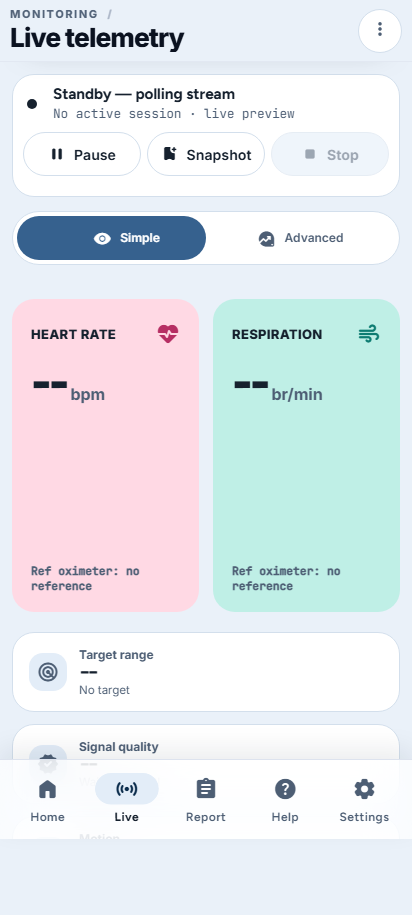 MONITORING /
Live telemetry
Standby — polling stream
No active session · live preview
Pause
Snapshot
Stop
Simple
Advanced
HEART RATE
-- bpm
Ref oximeter: no
reference
RESPIRATION
-- br/min
Ref oximeter: no
reference
Target range
--
No target
Signal quality
--
Motion
Home
Live
Report
Help
Settings